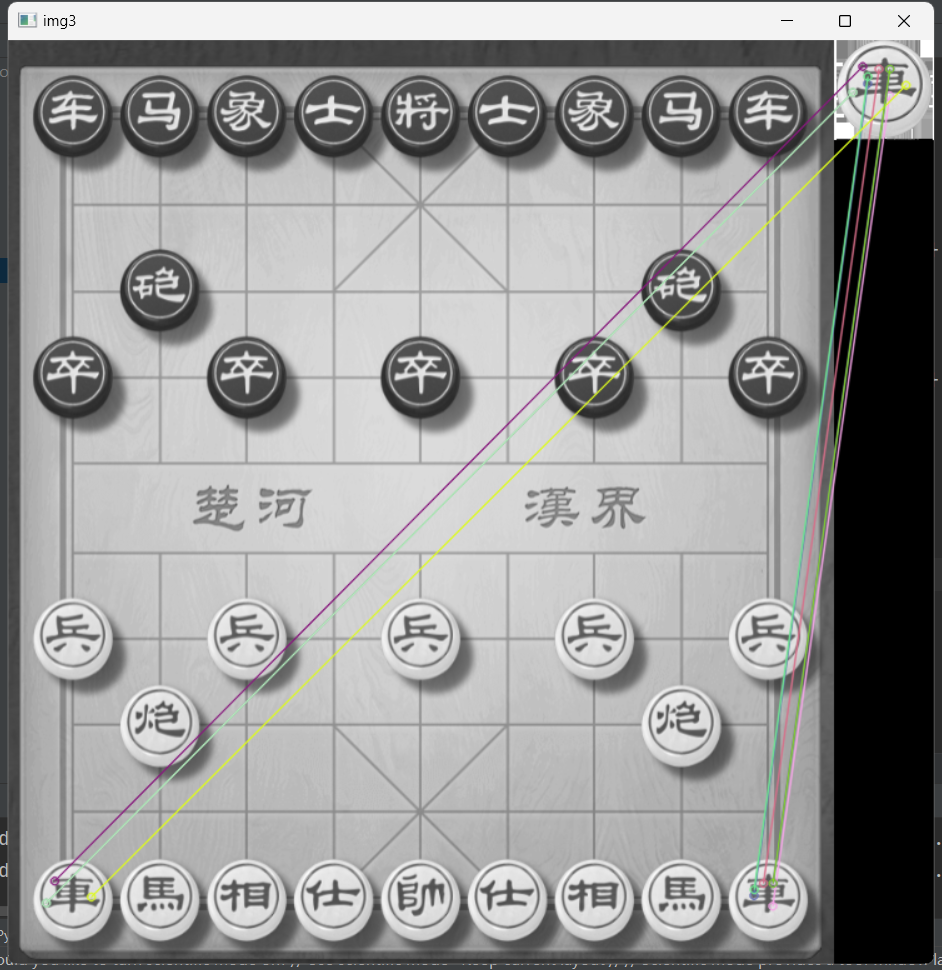 img3
車
车 马 象 士 將 士 象 马 车
砲 砲
卒 卒 卒 卒 卒
楚河 漢界
兵 兵 兵 兵 兵
炮 炮
車 馬 相 仕 帥 仕 相 馬 車